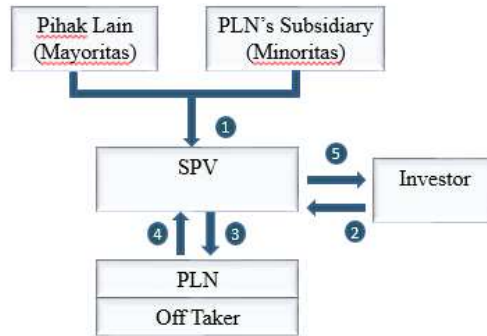 Pihak Lain
(Mayoritas)
PLN's Subsidiary
(Minoritas)
1
SPV
5
Investor
2
4
3
PLN
Off Taker